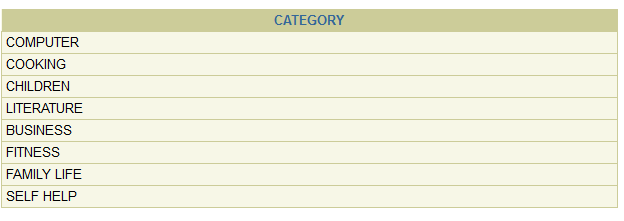 CATEGORY
COMPUTER
COOKING
CHILDREN
LITERATURE
BUSINESS
FITNESS
FAMILY LIFE
SELF HELP